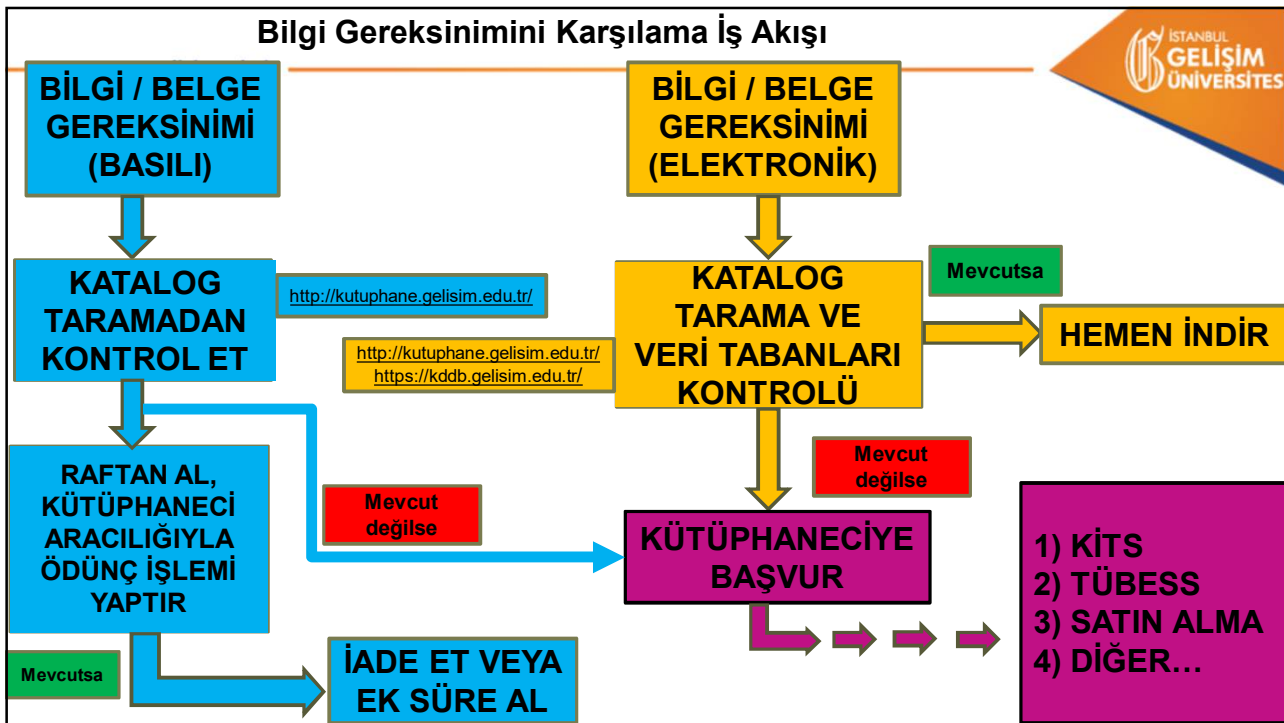 Bilgi Gereksinimini Karşılama İş Akışı
İSTANBUL
GELİŞİM
ÜNİVERSİTES
BİLGİ / BELGE
GEREKSİNİMİ
(BASILI)
BİLGİ / BELGE
GEREKSİNİMİ
(ELEKTRONİK)
KATALOG
TARAMADAN
KONTROL ET
http://kutuphane.gelisim.edu.tr/
http://kutuphane.gelisim.edu.tr/
https://kddb.gelisim.edu.tr/
KATALOG
TARAMA VE
VERİ TABANLARI
KONTROLÜ
Mevcutsa
HEMEN İNDİR
RAFTAN AL,
KÜTÜPHANECİ
ARACILIĞIYLA
ÖDÜNÇ İŞLEMİ
YAPTIR
Mevcut
değilse
Mevcut
değilse
KÜTÜPHANECİYE
BAŞVUR
1) KİTS
2) TÜBESS
3) SATIN ALMA
4) DİĞER…
Mevcutsa
İADE ET VEYA
EK SÜRE AL